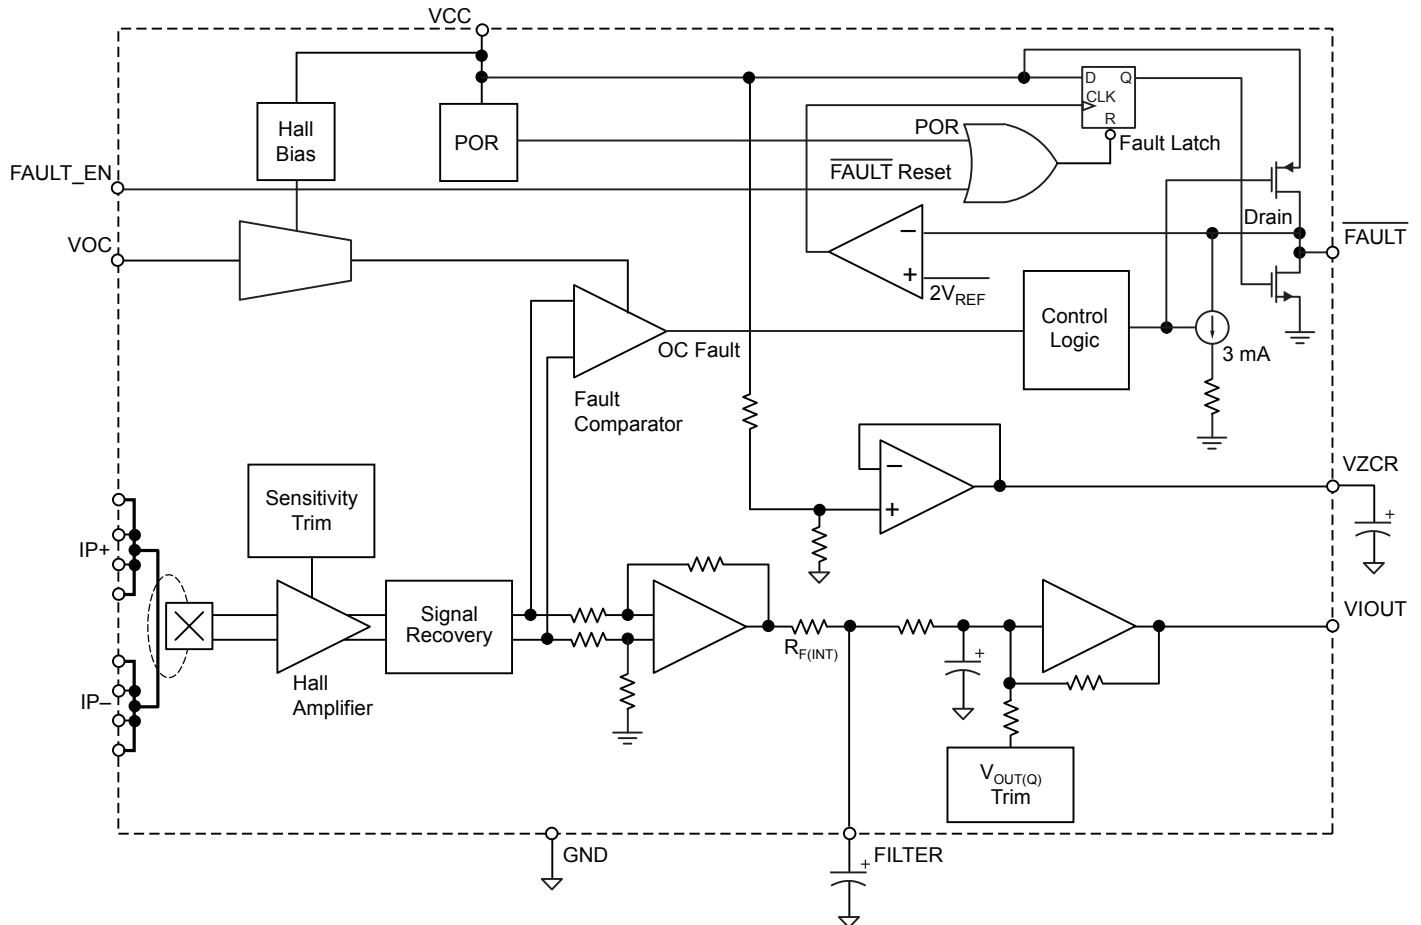 VCC
D Q
CLK
R
Hall
Bias
POR
POR
Fault Latch
FAULT_EN
FAULT Reset
VOC
Drain
FAULT
−
+
2VREF
Control
Logic
OC Fault
3 mA
Fault
Comparator
VZCR
−
+
+
Sensitivity
Trim
IP+
Signal
Recovery
VIOUT
RF(INT)
+
Hall
Amplifier
IP–
VOUT(Q)
Trim
GND
FILTER
+